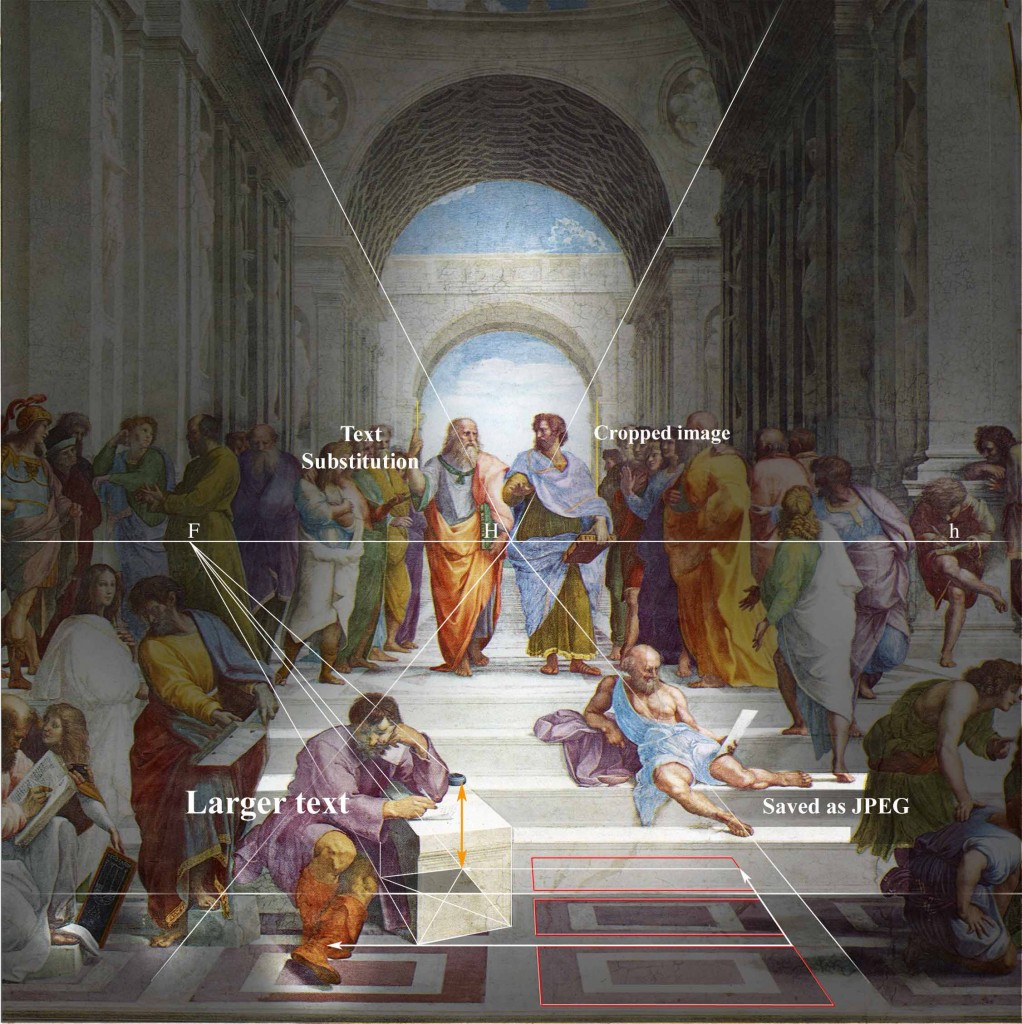 Text
Substitution
Cropped image
F
H
h
Larger text
Saved as JPEG